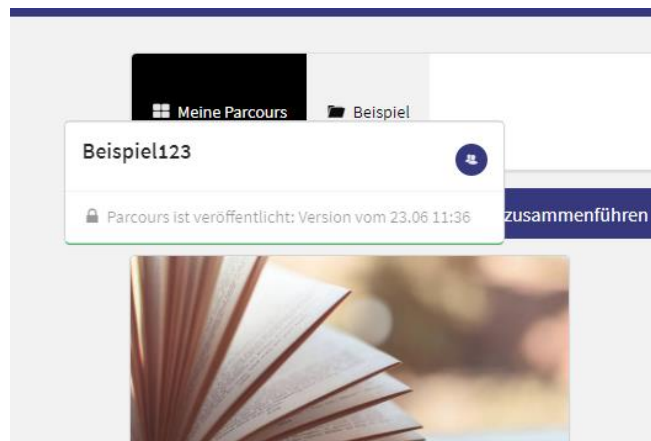 Meine Parcours
Beispiel
Beispiel123
Parcours ist veröffentlicht: Version vom 23.06 11:36
zusammenführen